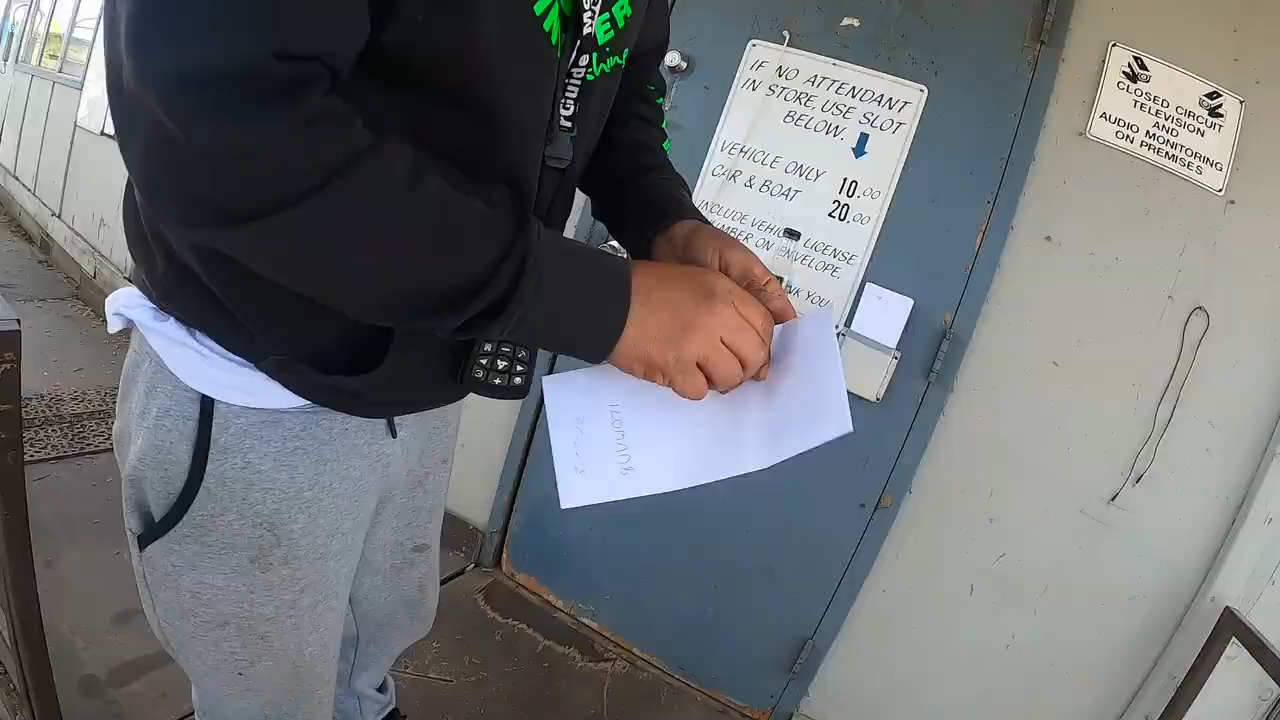 IF NO ATTENDANT
IN STORE, USE SLOT
BELOW.
VEHICLE ONLY 10.00
CAR & BOAT 20.00
INCLUDE VEHICLE LICENSE
NUMBER ON ENVELOPE.
CLOSED CIRCUIT
TELEVISION
AND
AUDIO MONITORING
ON PREMISES
rGuide